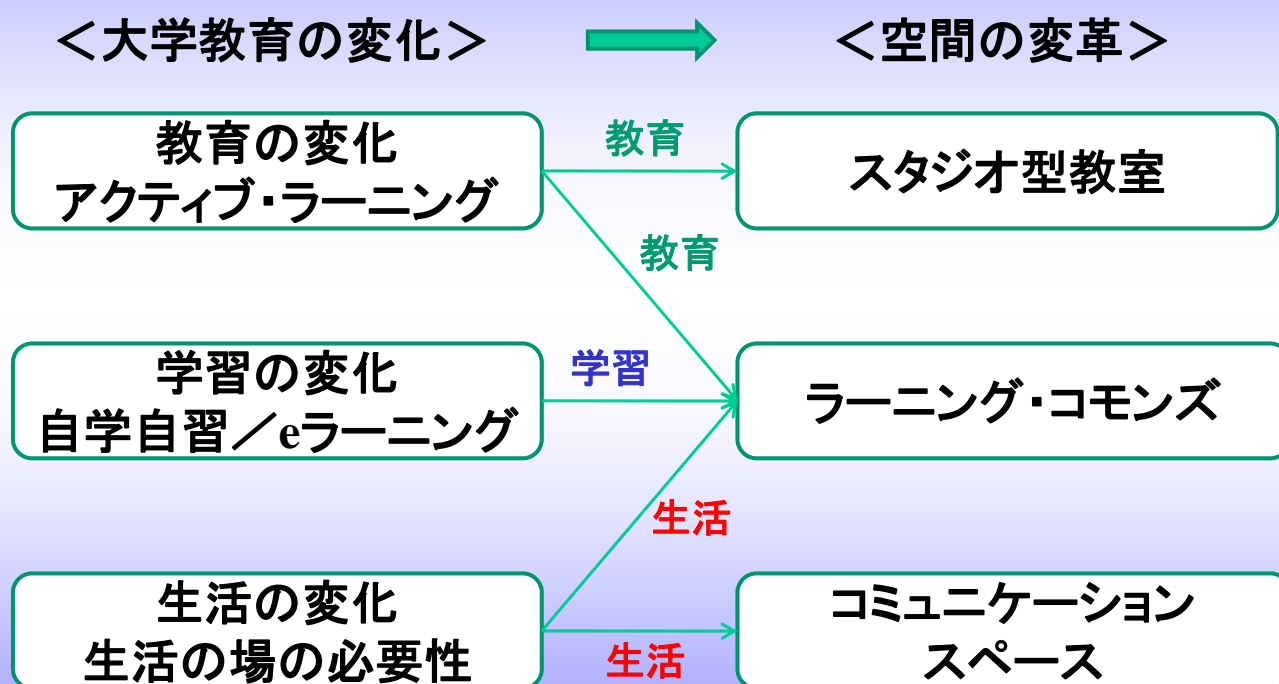 ＜大学教育の変化＞
＜空間の変革＞
教育の変化
アクティブ・ラーニング
教育
スタジオ型教室
教育
学習の変化
自学自習／eラーニング
学習
ラーニング・コモンズ
生活
生活の変化
生活の場の必要性
生活
コミュニケーション
スペース